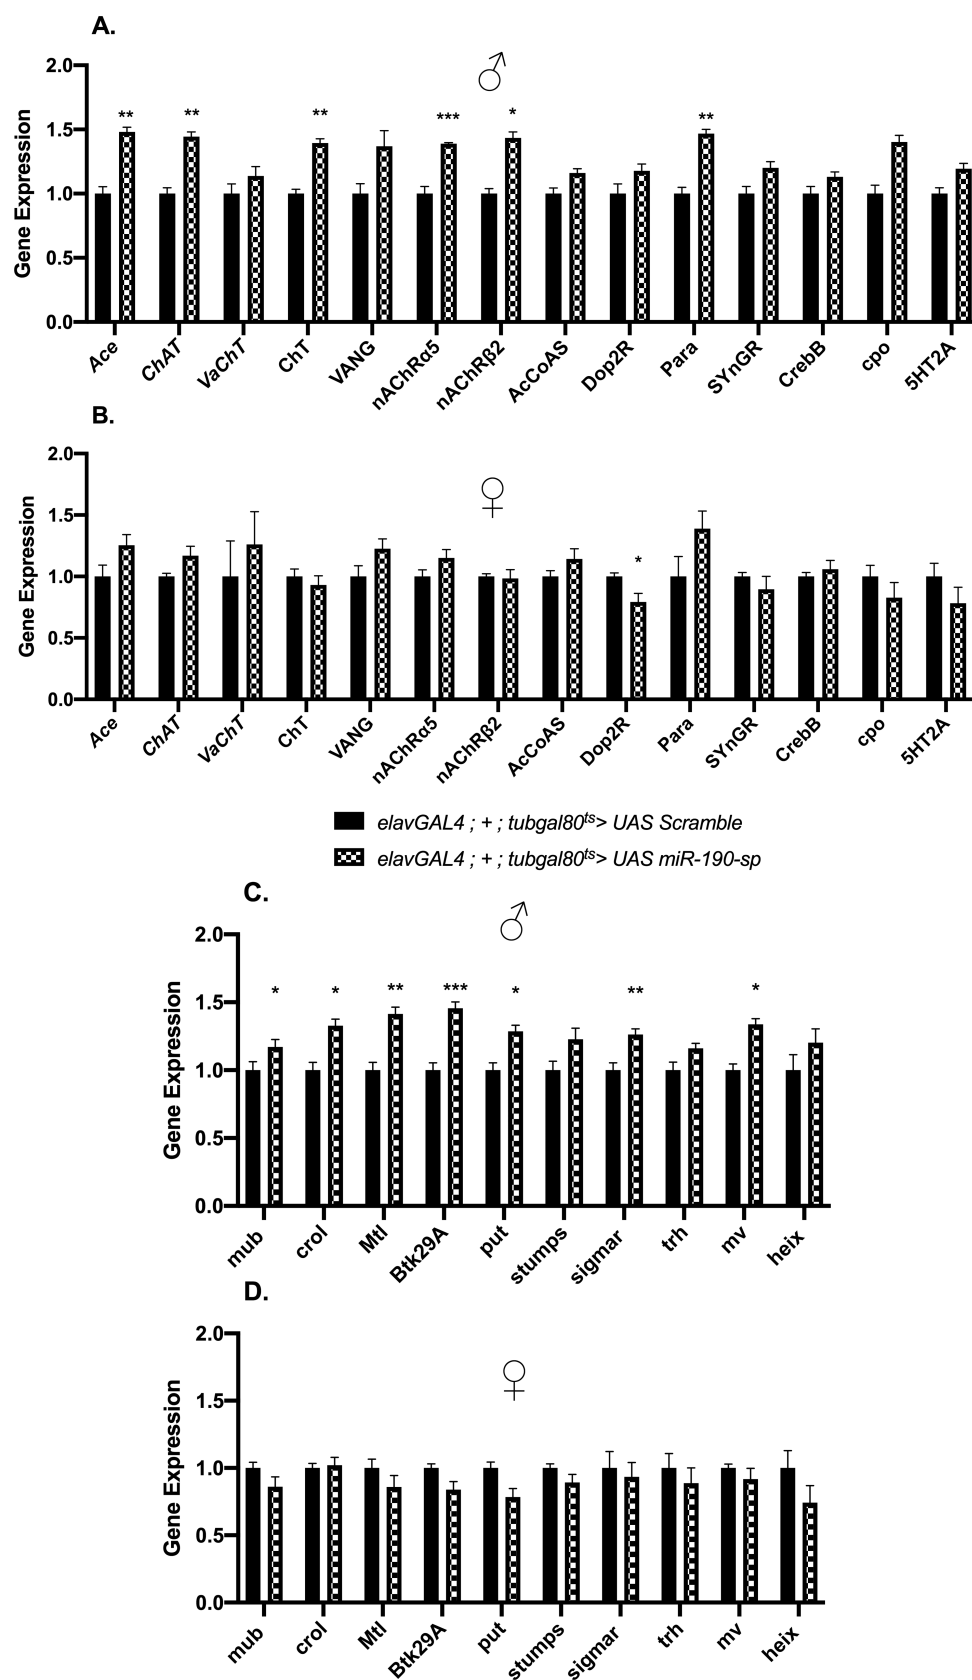 A.
♂
2.0
1.5
1.0
0.5
0.0
Gene Expression
** ** ** *** * **
Ace ChAT VaChT ChT VANG nAChRα5 nAChRβ2 AcCoAS Dop2R Para SYnGR CrebB cpo 5HT2A
B.
♀
2.0
1.5
1.0
0.5
0.0
Gene Expression
*
Ace ChAT VaChT ChT VANG nAChRα5 nAChRβ2 AcCoAS Dop2R Para SYnGR CrebB cpo 5HT2A
elavGAL4 ; + ; tubgal80ts> UAS Scramble
elavGAL4 ; + ; tubgal80ts> UAS miR-190-sp
C.
♂
2.0
1.5
1.0
0.5
0.0
Gene Expression
* * ** *** * ** *
mub crol Mtl Btk29A put stumps sigmar trh mv heix
D.
♀
2.0
1.5
1.0
0.5
0.0
Gene Expression
mub crol Mtl Btk29A put stumps sigmar trh mv heix